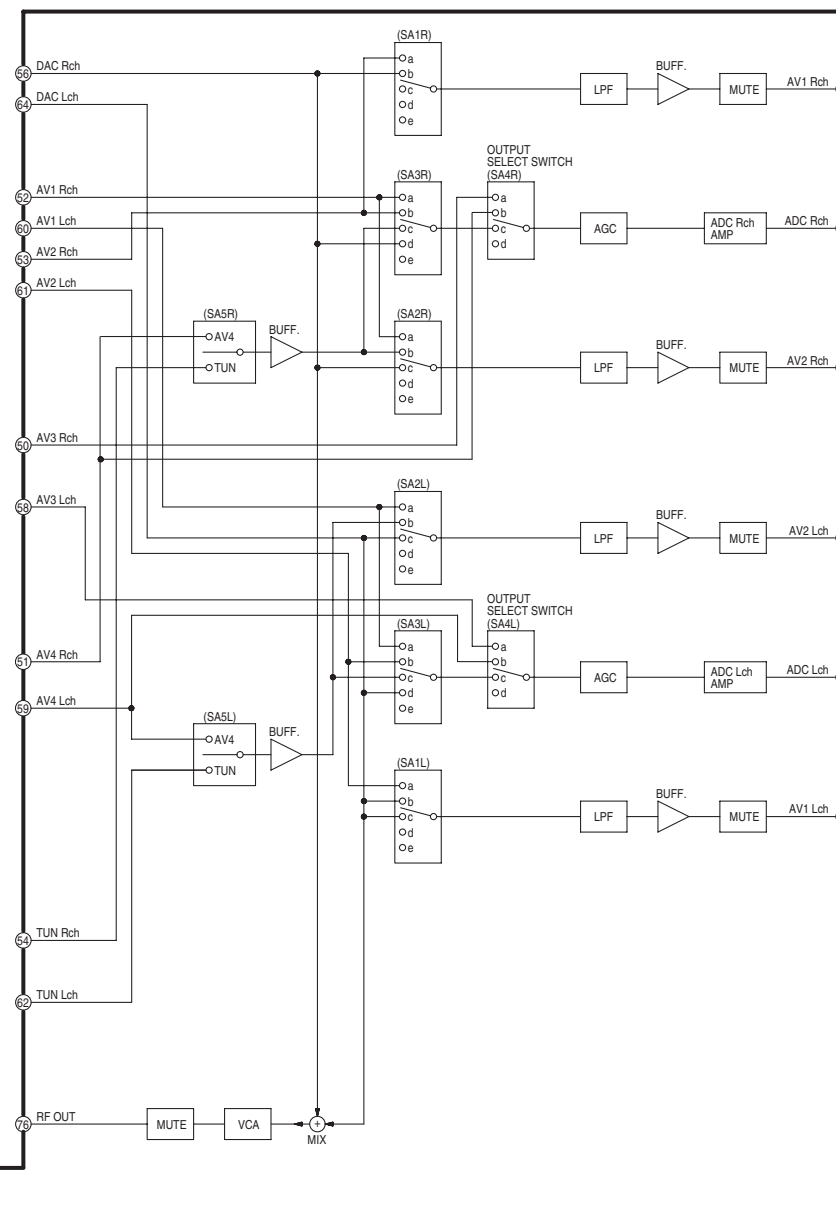 (SA1R)
a
56 DAC Rch
b
BUFF.
c
LPF
MUTE
AV1 Rch
64 DAC Lch
d
e
OUTPUT
SELECT SWITCH
(SA3R)
(SA4R)
52 AV1 Rch
a
a
b
b
60 AV1 Lch
c
c
AGC
ADC Rch
AMP
ADC Rch
d
d
53 AV2 Rch
e
61 AV2 Lch
(SA5R)
(SA2R)
AV4
BUFF.
a
b
BUFF.
TUN
c
LPF
MUTE
AV2 Rch
d
e
50 AV3 Rch
(SA2L)
58 AV3 Lch
a
b
BUFF.
c
LPF
MUTE
AV2 Lch
d
e
OUTPUT
SELECT SWITCH
(SA3L)
(SA4L)
a
a
51 AV4 Rch
b
b
c
c
AGC
ADC Lch
AMP
ADC Lch
d
d
59 AV4 Lch
e
(SA5L)
AV4
BUFF.
TUN
(SA1L)
a
b
BUFF.
c
LPF
MUTE
AV1 Lch
d
e
54 TUN Rch
62 TUN Lch
76 RF OUT
MUTE
VCA
+
MIX